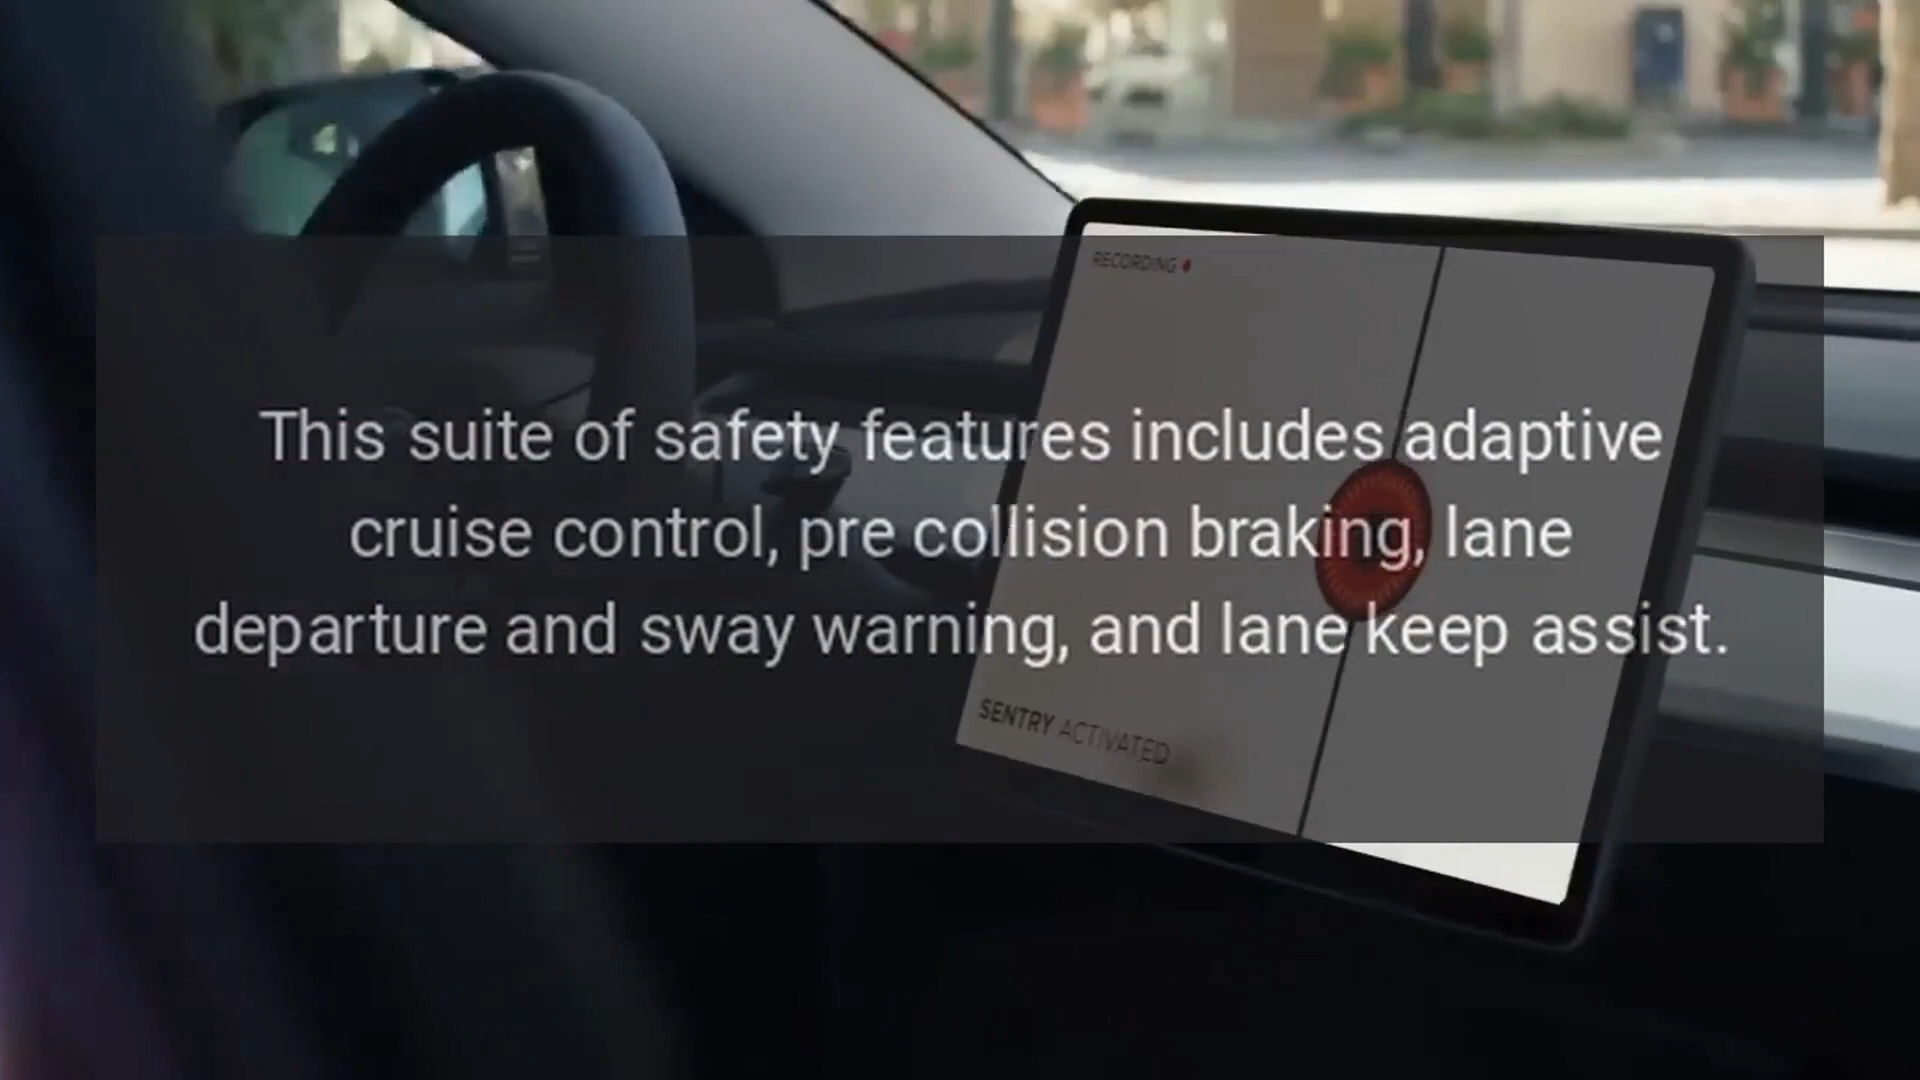 RECORDING
This suite of safety features includes adaptive
cruise control, pre collision braking, lane
departure and sway warning, and lane keep assist.
SENTRY ACTIVATED